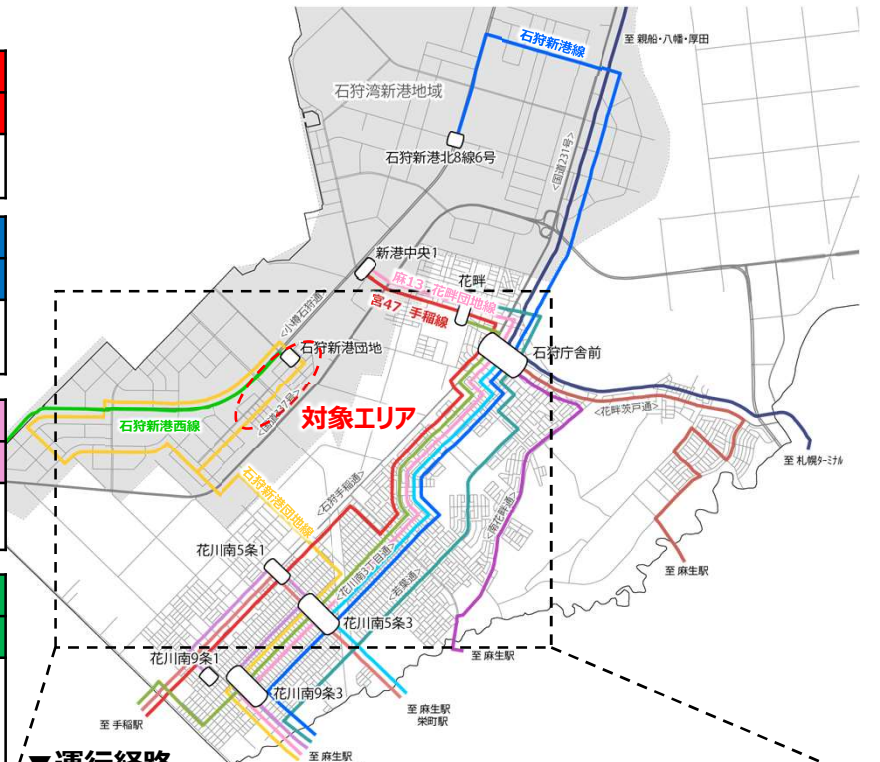 石狩新港線
至 親船・八幡・厚田
石狩湾新港地域
石狩新港北8線6号
<国道231号>
新港中央1
花畔
麻13 花畔団地線
宮47 手稲線
<小樽石狩通>
石狩新港団地
石狩庁舎前
対象エリア
<花畔茨戸通>
石狩新港西線
至 札幌ターミナル
石狩新港団地線
<石狩手稲通>
<南花畔通>
花川南5条1
<花川南3丁目通>
<若葉通>
至 麻生駅
花川南5条3
花川南9条1
至 麻生駅
花川南9条3
至 麻生駅
栄町駅
至 手稲駅
至 麻生駅
▼運行経路